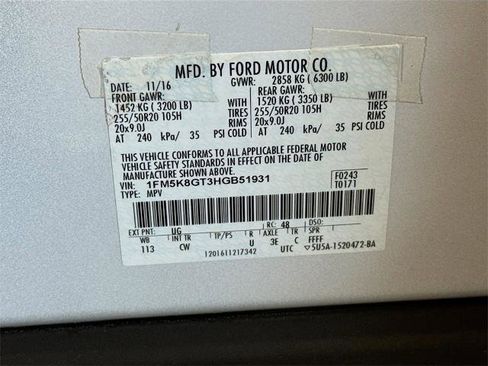 MFD. BY FORD MOTOR CO.
DATE: 11/16 GVWR: 2858 KG ( 6300 LB)
FRONT GAWR: REAR GAWR:
1452 KG ( 3200 LB) WITH 1520 KG ( 3350 LB) WITH
255/50R20 105H TIRES 255/50R20 105H TIRES
20x9.0J RIMS 20x9.0J RIMS
AT 240 kPa/ 35 PSI COLD AT 240 kPa/ 35 PSI COLD
THIS VEHICLE CONFORMS TO ALL APPLICABLE FEDERAL MOTOR
VEHICLE SAFETY STANDARDS IN EFFECT ON THE DATE OF
MANUFACTURE SHOWN ABOVE.
VIN: 1FM5K8GT3HGB51931 F0243
TYPE: MPV T0171
EXT PNT: UG RC: 48 DSO:
WB INT TR TP/PS R AXLE TR SPR
113 CW U 3E C FFFF
1201611217342 UTC 5U5A-1520472-BA